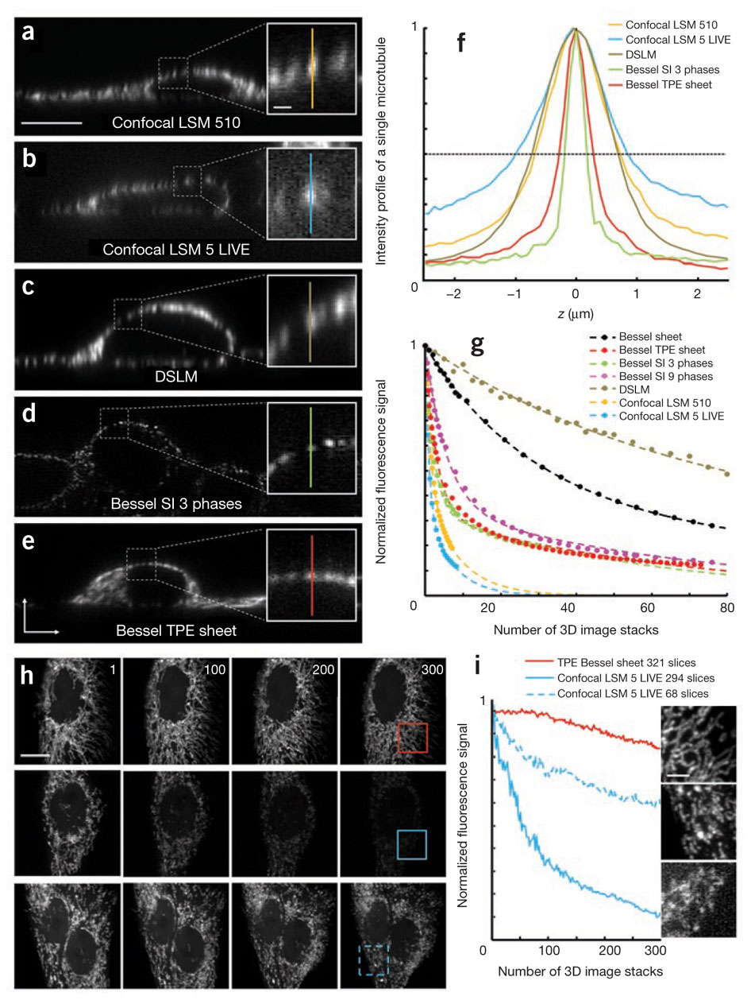 a
Confocal LSM 510
b
Confocal LSM 5 LIVE
c
DSLM
d
Bessel SI 3 phases
e
Bessel TPE sheet
f
Confocal LSM 510
Confocal LSM 5 LIVE
DSLM
Bessel SI 3 phases
Bessel TPE sheet
Intensity profile of a single microtubule
1
0
−2
−1
0
1
2
z (μm)
g
Bessel sheet
Bessel TPE sheet
Bessel SI 3 phases
Bessel SI 9 phases
DSLM
Confocal LSM 510
Confocal LSM 5 LIVE
Normalized fluorescence signal
1
0
20
40
60
80
Number of 3D image stacks
h
1
100
200
300
i
TPE Bessel sheet 321 slices
Confocal LSM 5 LIVE 294 slices
Confocal LSM 5 LIVE 68 slices
Normalized fluorescence signal
1
0
100
200
300
Number of 3D image stacks